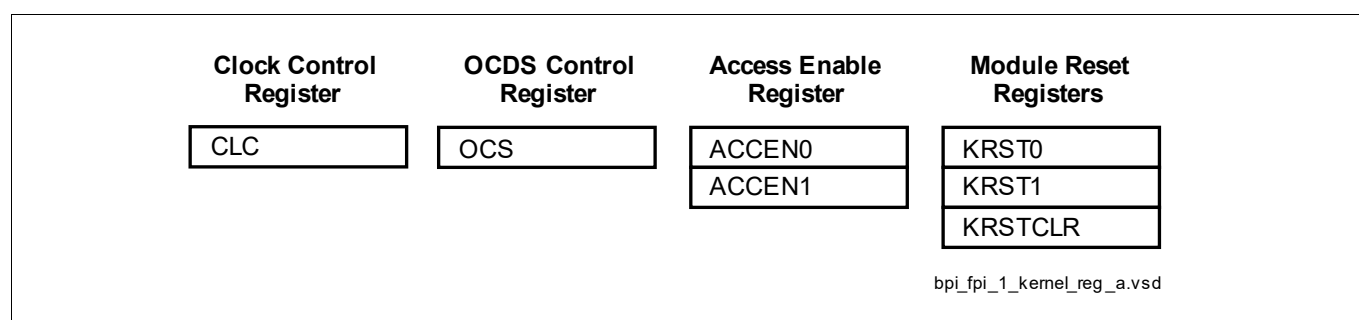 Clock Control
Register
CLC
OCDS Control
Register
OCS
Access Enable
Register
ACCEN0
ACCEN1
Module Reset
Registers
KRST0
KRST1
KRSTCLR
bpi_fpi_1_kernel_reg_a.vsd